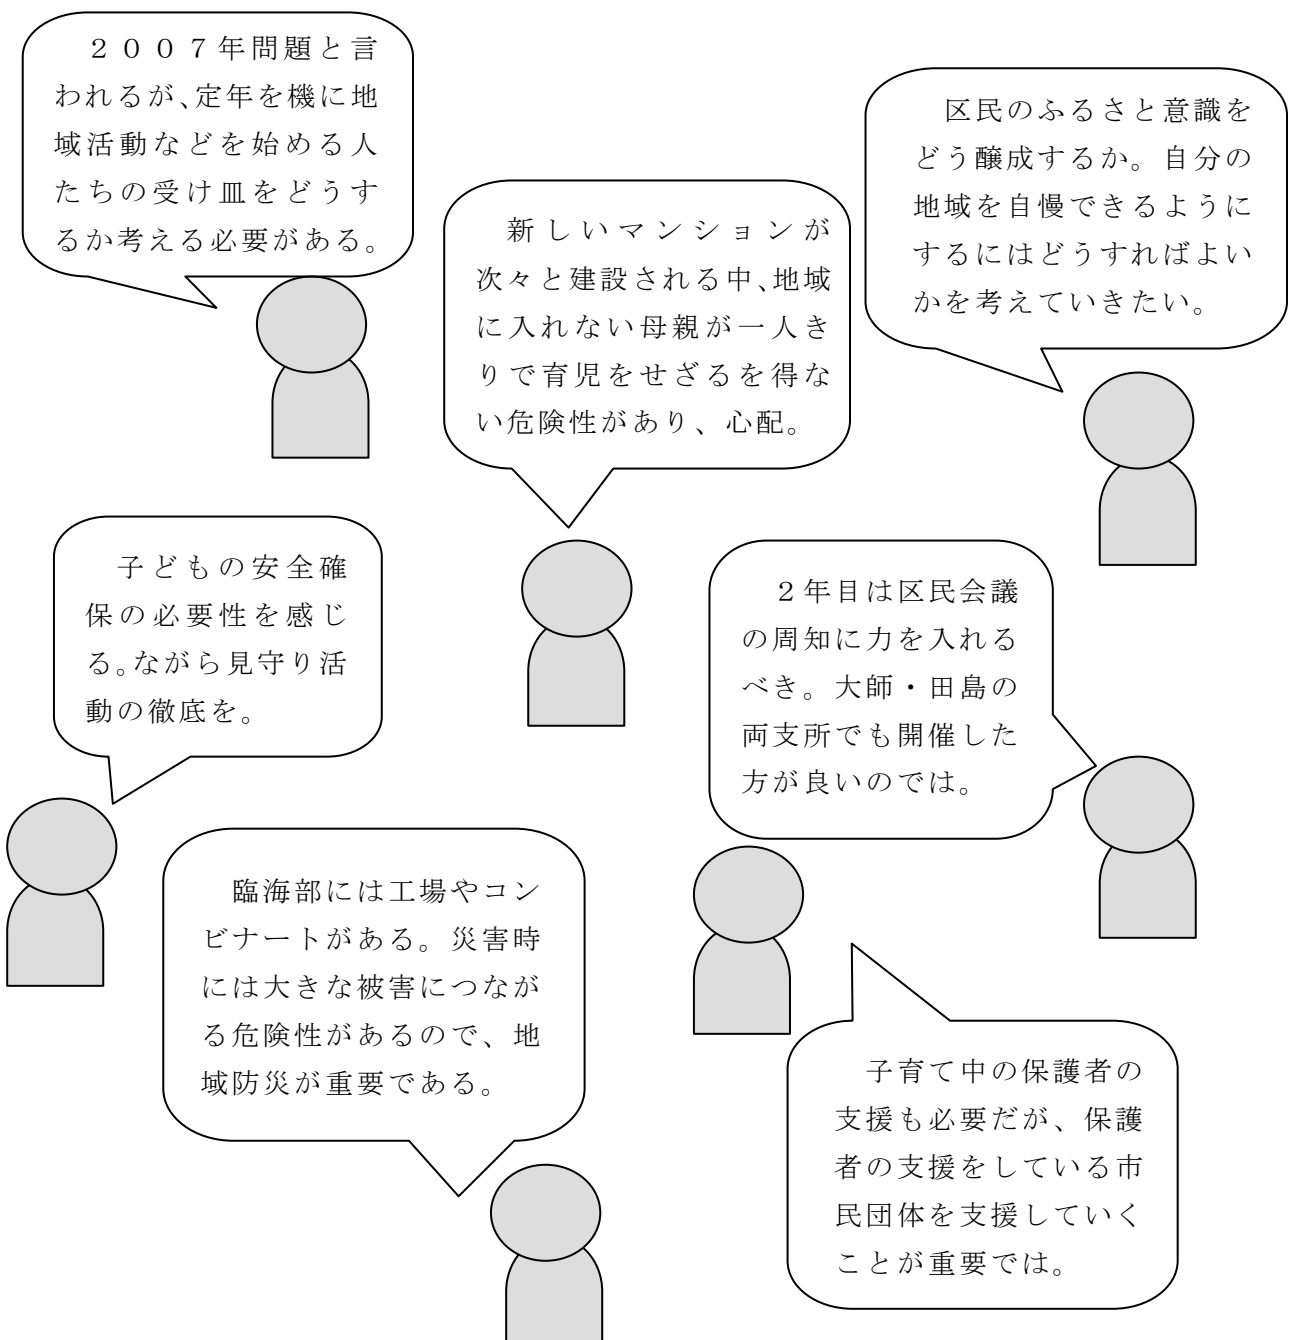 ２００７年問題と言
われるが、定年を機に地
域活動などを始める人
たちの受け皿をどうす
るか考える必要がある。
区民のふるさと意識を
どう醸成するか。自分の
地域を自慢できるように
するにはどうすればよい
かを考えていきたい。
新しいマンションが
次々と建設される中、地域
に入れない母親が一人き
りで育児をせざるを得な
い危険性があり、心配。
子どもの安全確
保の必要性を感じ
る。ながら見守り活
動の徹底を。
２年目は区民会議
の周知に力を入れる
べき。大師・田島の
両支所でも開催した
方が良いのでは。
臨海部には工場やコン
ビナートがある。災害時
には大きな被害につなが
る危険性があるので、地
域防災が重要である。
子育て中の保護者の
支援も必要だが、保護
者の支援をしている市
民団体を支援していく
ことが重要では。